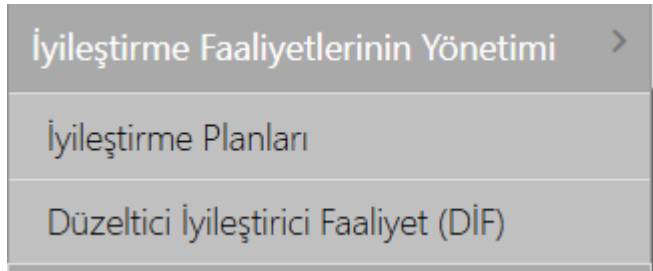 İyileştirme Faaliyetlerinin Yönetimi
İyileştirme Planları
Düzeltici İyileştirici Faaliyet (DİF)